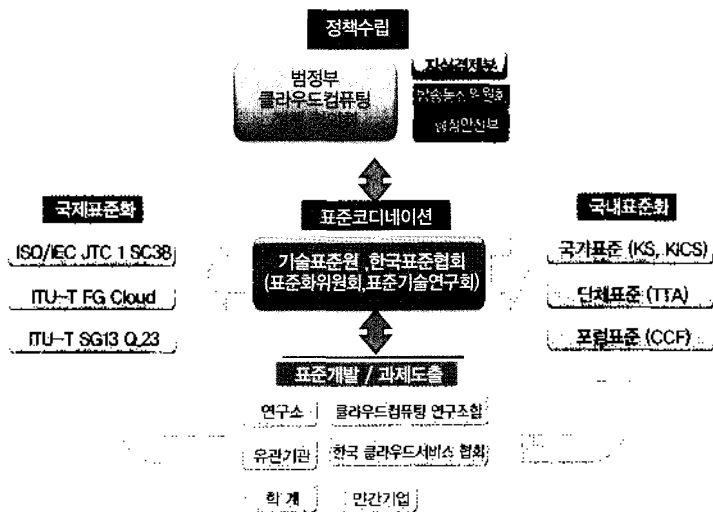 정책수립
범정부
클라우드컴퓨팅
지식경제부
방송통신위원회
행정안전부
국제표준화
ISO/IEC JTC 1 SC38
ITU-T FG Cloud
ITU-T SG13 Q.23
표준코디네이션
기술표준원 ,한국표준협회
(표준화위원회,표준기술연구회)
국내표준화
국가표준 (KS, KICS)
단체표준 (TTA)
포럼표준 (CCF)
표준개발 / 과제도출
연구소
클라우드컴퓨팅 연구조합
유관기관
한국 클라우드서비스 협회
학 계
민간기업